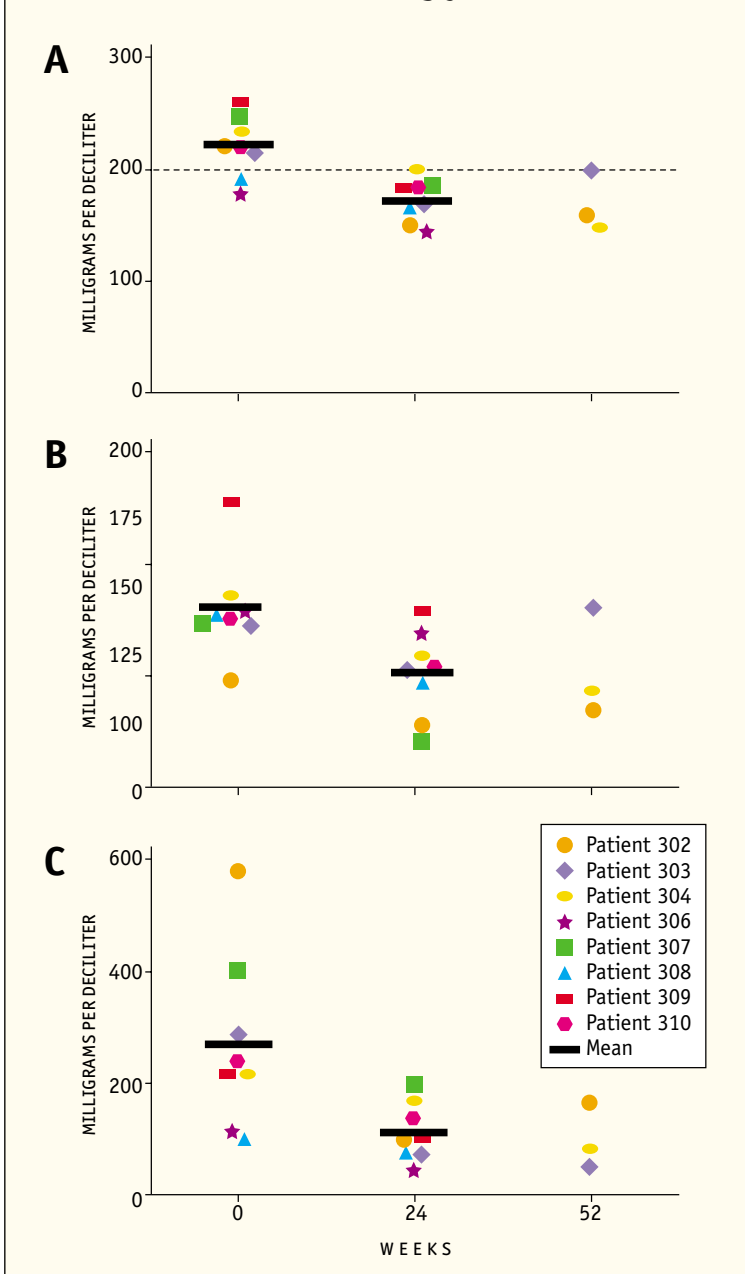 A
300
200
100
0
MILLIGRAMS PER DECILITER
B
200
175
150
125
100
0
MILLIGRAMS PER DECILITER
C
600
400
200
0
MILLIGRAMS PER DECILITER
Patient 302
Patient 303
Patient 304
Patient 306
Patient 307
Patient 308
Patient 309
Patient 310
Mean
0 24 52
WEEKS